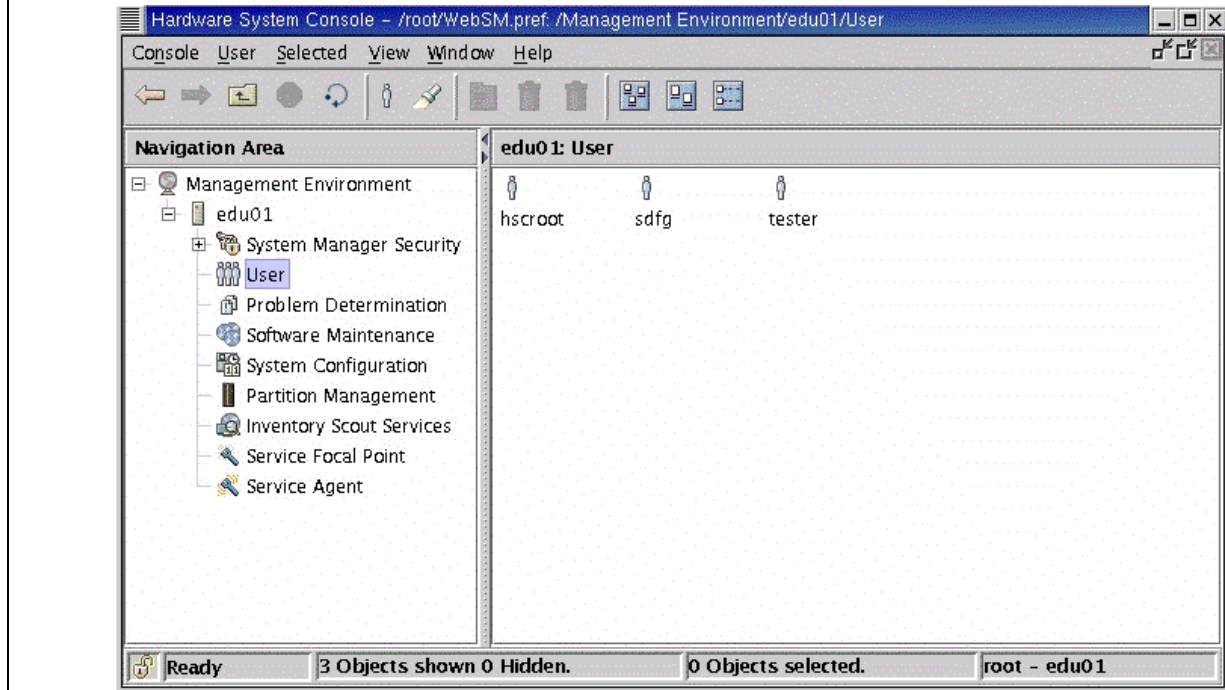 Hardware System Console – /root/WebSM.pref: /Management Environment/edu01/User
Console User Selected View Window Help
Navigation Area
edu01: User
Management Environment
edu01
System Manager Security
User
Problem Determination
Software Maintenance
System Configuration
Partition Management
Inventory Scout Services
Service Focal Point
Service Agent
hscroot sdfg tester
Ready 3 Objects shown 0 Hidden. 0 Objects selected. root – edu01